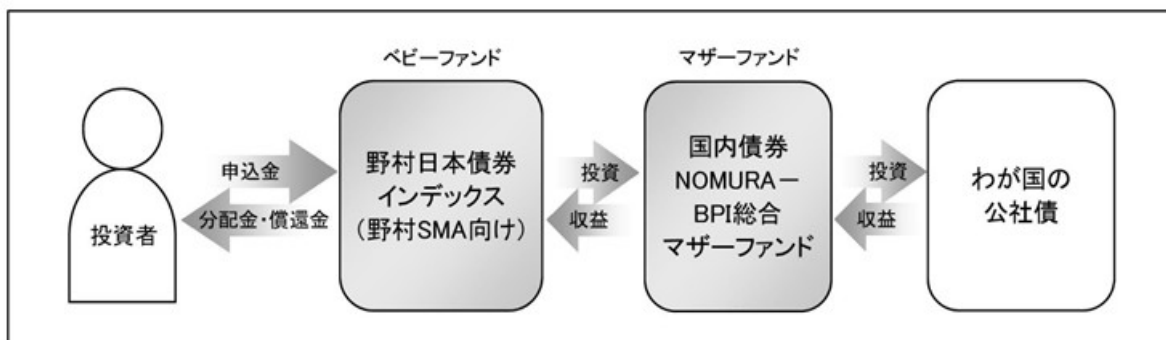 ベビーファンド
マザーファンド
投資者
申込金
分配金・償還金
野村日本債券
インデックス
（野村SMA向け）
投資
収益
国内債券
NOMURA－
BPI総合
マザーファンド
投資
収益
わが国の
公社債